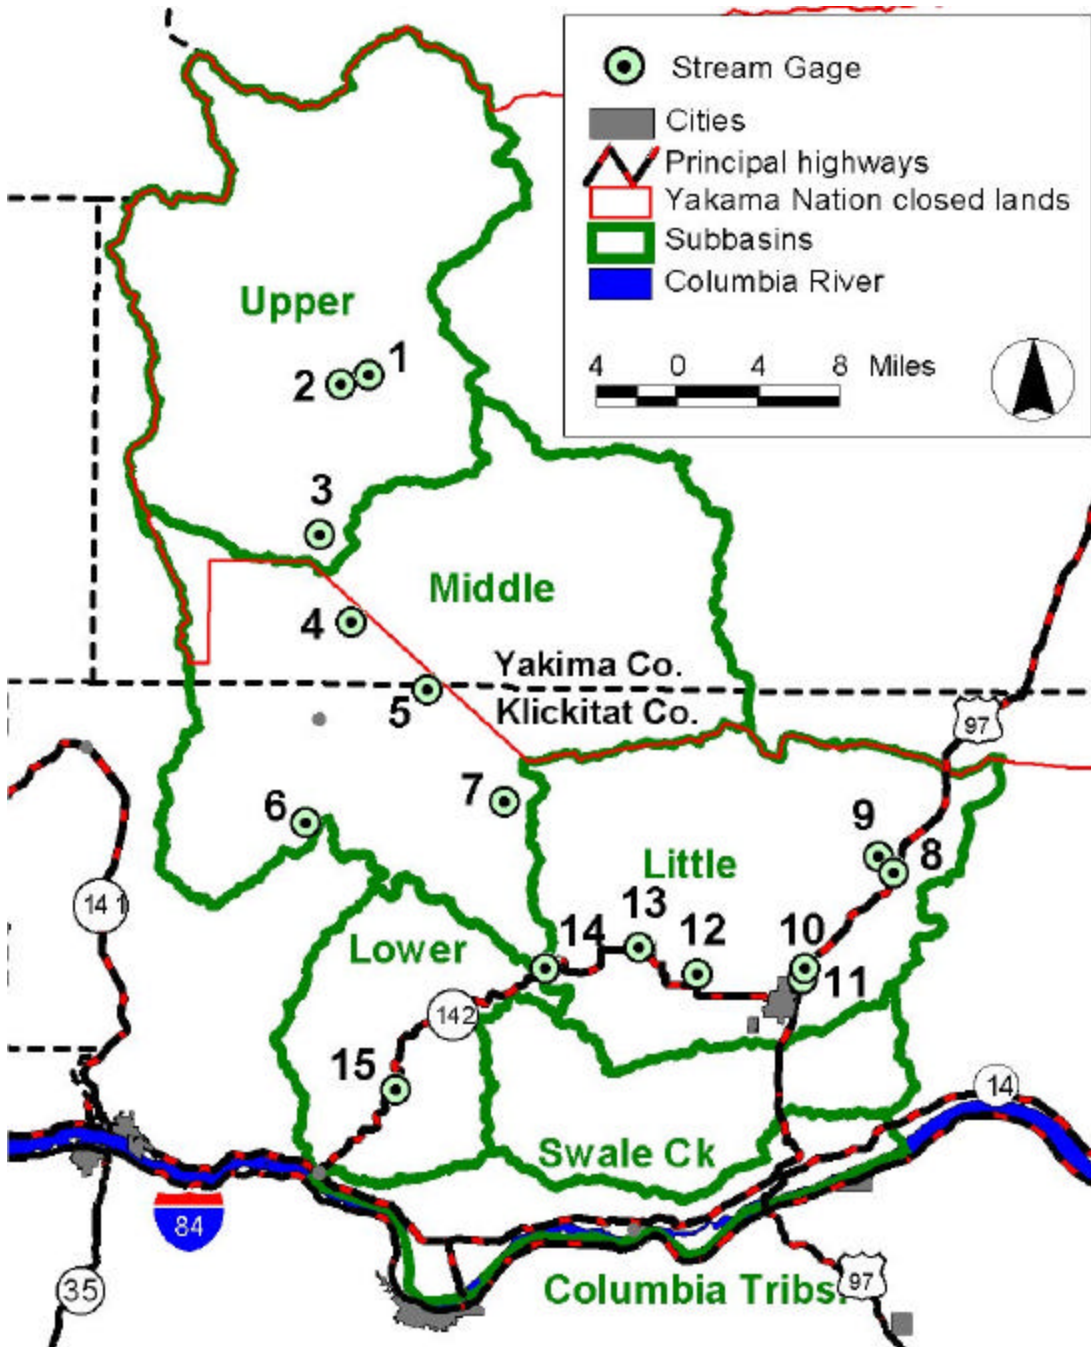 Stream Gage
Cities
Principal highways
Yakama Nation closed lands
Subbasins
Columbia River
4 0 4 8 Miles
Upper
1
2
3
Middle
4
Yakima Co.
5
Klickitat Co.
97
7
6
9
8
Little
141
13
10
14
12
Lower
11
142
15
14
Swale Ck
84
Columbia Tribs.
97
35